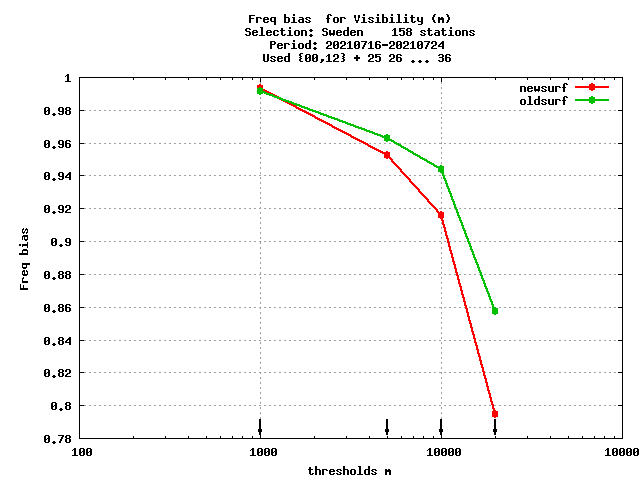 Freq bias  for Visibility (m)
Selection: Sweden    158 stations
Period: 20210716-20210724
Used {00,12} + 25 26 ... 36
newsurf
oldsurf
1
0.98
0.96
0.94
0.92
0.9
0.88
0.86
0.84
0.82
0.8
0.78
Freq bias
100
1000
10000
10000
thresholds m